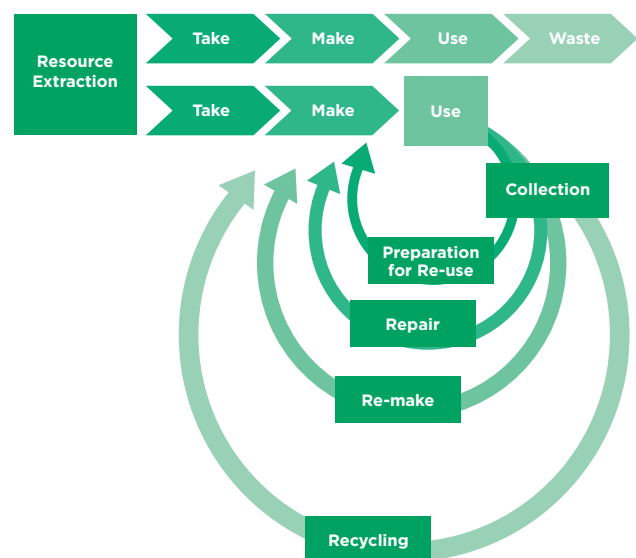 Resource
Extraction
Take
Make
Use
Waste
Take
Make
Use
Collection
Preparation
for Re-use
Repair
Re-make
Recycling